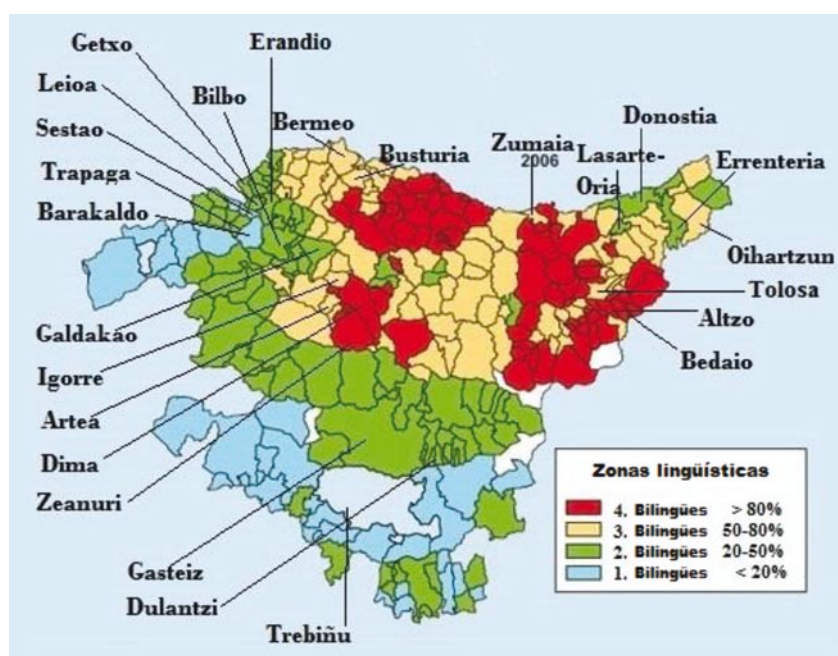 Getxo
Erandio
Leioa
Bilbo
Sestao
Bermeo
Trapaga
Busturia
Barakaldo
Zumaia
2006
Donostia
Lasarte-
Oria
Errenteria
Oihartzun
Tolosa
Altzo
Bedaio
Galdakao
Igorre
Artea
Dima
Zeanuri
Gasteiz
Dulantzi
Trebiñu
Zonas lingüísticas
4. Bilingües > 80%
3. Bilingües 50-80%
2. Bilingües 20-50%
1. Bilingües < 20%